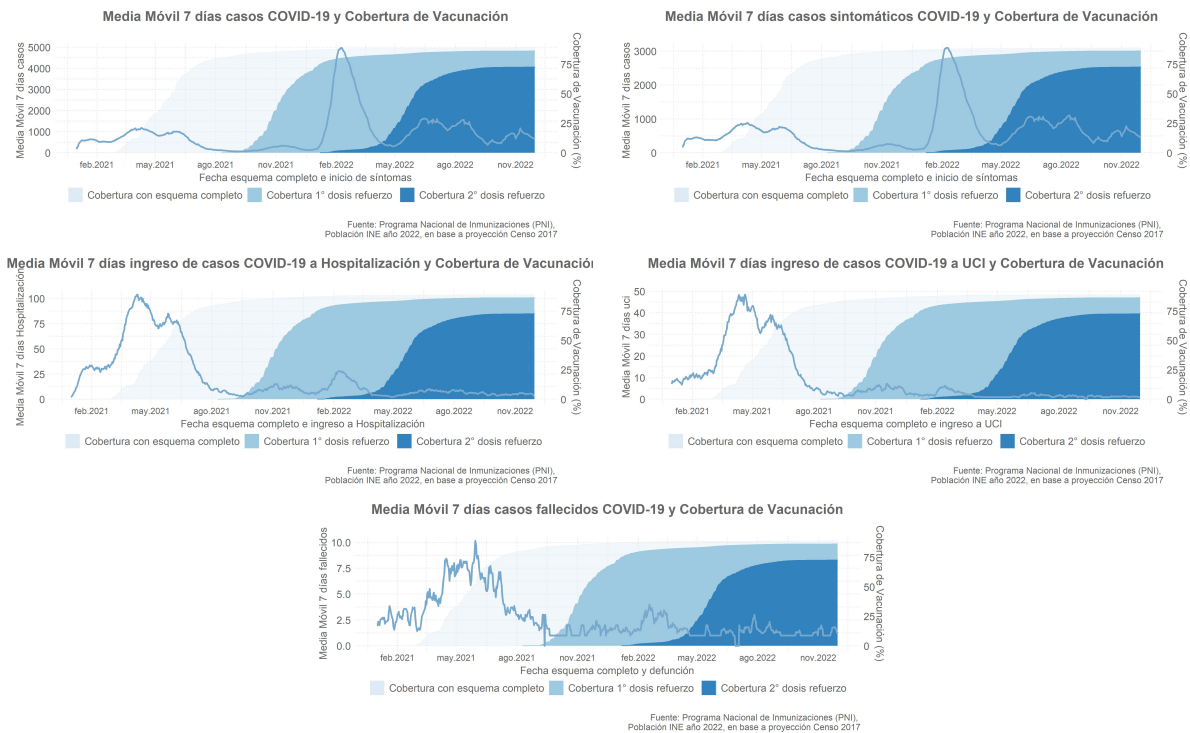 Media Móvil 7 días casos COVID-19 y Cobertura de Vacunación
Media Móvil 7 días casos
5000
4000
3000
2000
1000
0
Cobertura de Vacunación (%)
75
50
25
0
feb.2021 may.2021 ago.2021 nov.2021 feb.2022 may.2022 ago.2022 nov.2022
Fecha esquema completo e inicio de síntomas
Cobertura con esquema completo Cobertura 1° dosis refuerzo Cobertura 2° dosis refuerzo
Fuente: Programa Nacional de Inmunizaciones (PNI),
Población INE año 2022, en base a proyección Censo 2017
Media Móvil 7 días casos sintomáticos COVID-19 y Cobertura de Vacunación
Media Móvil 7 días casos
3000
2000
1000
0
Cobertura de Vacunación (%)
75
50
25
0
feb.2021 may.2021 ago.2021 nov.2021 feb.2022 may.2022 ago.2022 nov.2022
Fecha esquema completo e inicio de síntomas
Cobertura con esquema completo Cobertura 1° dosis refuerzo Cobertura 2° dosis refuerzo
Fuente: Programa Nacional de Inmunizaciones (PNI),
Población INE año 2022, en base a proyección Censo 2017
Media Móvil 7 días ingreso de casos COVID-19 a Hospitalización y Cobertura de Vacunación
Media Móvil 7 días Hospitalización
100
75
50
25
0
Cobertura de Vacunación (%)
75
50
25
0
feb.2021 may.2021 ago.2021 nov.2021 feb.2022 may.2022 ago.2022 nov.2022
Fecha esquema completo e ingreso a Hospitalización
Cobertura con esquema completo Cobertura 1° dosis refuerzo Cobertura 2° dosis refuerzo
Fuente: Programa Nacional de Inmunizaciones (PNI),
Población INE año 2022, en base a proyección Censo 2017
Media Móvil 7 días ingreso de casos COVID-19 a UCI y Cobertura de Vacunación
Media Móvil 7 días uci
50
40
30
20
10
0
Cobertura de Vacunación (%)
75
50
25
0
feb.2021 may.2021 ago.2021 nov.2021 feb.2022 may.2022 ago.2022 nov.2022
Fecha esquema completo e ingreso a UCI
Cobertura con esquema completo Cobertura 1° dosis refuerzo Cobertura 2° dosis refuerzo
Fuente: Programa Nacional de Inmunizaciones (PNI),
Población INE año 2022, en base a proyección Censo 2017
Media Móvil 7 días casos fallecidos COVID-19 y Cobertura de Vacunación
Media Móvil 7 días fallecidos
10.0
7.5
5.0
2.5
0.0
Cobertura de Vacunación (%)
75
50
25
0
feb.2021 may.2021 ago.2021 nov.2021 feb.2022 may.2022 ago.2022 nov.2022
Fecha esquema completo y defunción
Cobertura con esquema completo Cobertura 1° dosis refuerzo Cobertura 2° dosis refuerzo
Fuente: Programa Nacional de Inmunizaciones (PNI),
Población INE año 2022, en base a proyección Censo 2017